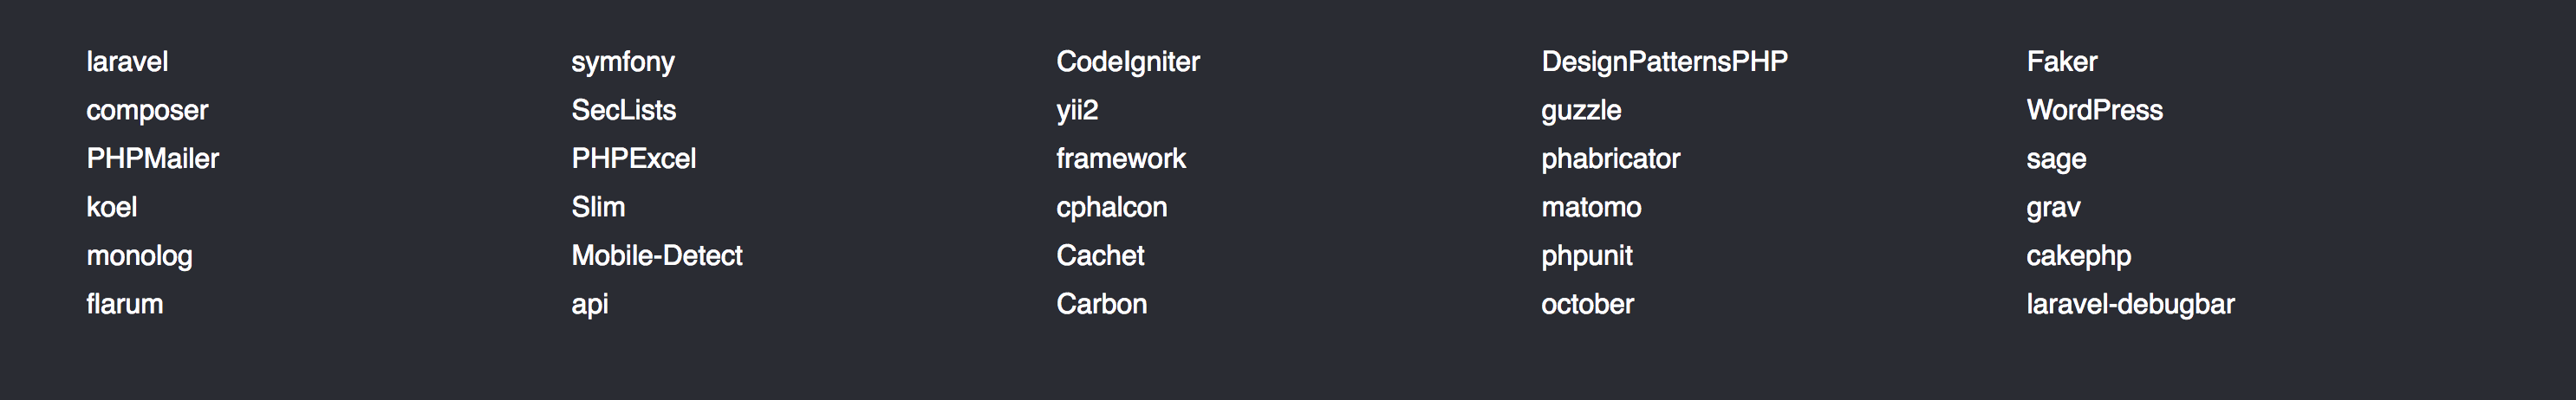 laravel symfony CodeIgniter DesignPatternsPHP Faker
composer SecLists yii2 guzzle WordPress
PHPMailer PHPExcel framework phabricator sage
koel Slim cphalcon matomo grav
monolog Mobile-Detect Cachet phpunit cakephp
flarum api Carbon october laravel-debugbar